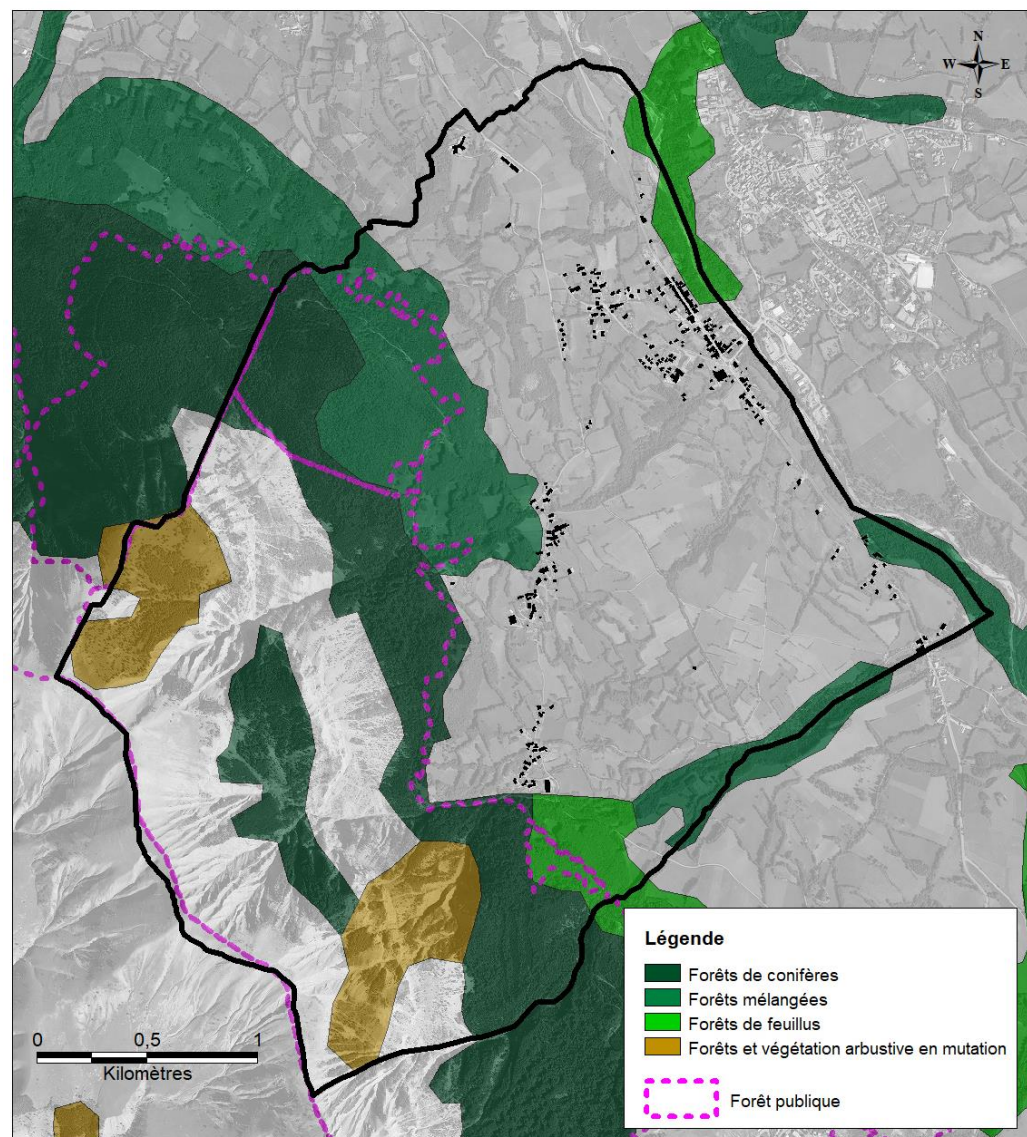 N
W E
S
Légende
Forêts de conifères
Forêts mélangées
Forêts de feuillus
Forêts et végétation arbustive en mutation
Forêt publique
0 0,5 1
Kilomètres